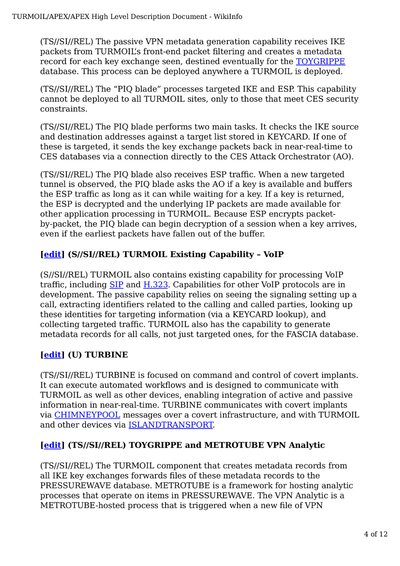 TURMOIL/APEX/APEX High Level Description Document - WikiInfo
(TS//SI//REL) The passive VPN metadata generation capability receives IKE
packets from TURMOIL's front-end packet filtering and creates a metadata
record for each key exchange seen, destined eventually for the TOYGRIPPE
database. This process can be deployed anywhere a TURMOIL is deployed.
(TS//SI//REL) The “PIQ blade” processes targeted IKE and ESP. This capability
cannot be deployed to all TURMOIL sites, only to those that meet CES security
constraints.
(TS//SI//REL) The PIQ blade performs two main tasks. It checks the IKE source
and destination addresses against a target list stored in KEYCARD. If one of
these is targeted, it sends the key exchange packets back in near-real-time to
CES databases via a connection directly to the CES Attack Orchestrator (AO).
(TS//SI//REL) The PIQ blade also receives ESP traffic. When a new targeted
tunnel is observed, the PIQ blade asks the AO if a key is available and buffers
the ESP traffic as long as it can while waiting for a key. If a key is returned,
the ESP is decrypted and the underlying IP packets are made available for
other application processing in TURMOIL. Because ESP encrypts packet-
by-packet, the PIQ blade can begin decryption of a session when a key arrives,
even if the earliest packets have fallen out of the buffer.
[edit] (S//SI//REL) TURMOIL Existing Capability – VoIP
(S//SI//REL) TURMOIL also contains existing capability for processing VoIP
traffic, including SIP and H.323. Capabilities for other VoIP protocols are in
development. The passive capability relies on seeing the signaling setting up a
call, extracting identifiers related to the calling and called parties, looking up
these identities for targeting information (via a KEYCARD lookup), and
collecting targeted traffic. TURMOIL also has the capability to generate
metadata records for all calls, not just targeted ones, for the FASCIA database.
[edit] (U) TURBINE
(TS//SI//REL) TURBINE is focused on command and control of covert implants.
It can execute automated workflows and is designed to communicate with
TURMOIL as well as other devices, enabling integration of active and passive
information in near-real-time. TURBINE communicates with covert implants
via CHIMNEYPOOL messages over a covert infrastructure, and with TURMOIL
and other devices via ISLANDTRANSPORT.
[edit] (TS//SI//REL) TOYGRIPPE and METROTUBE VPN Analytic
(TS//SI//REL) The TURMOIL component that creates metadata records from
all IKE key exchanges forwards files of these metadata records to the
PRESSUREWAVE database. METROTUBE is a framework for hosting analytic
processes that operate on items in PRESSUREWAVE. The VPN Analytic is a
METROTUBE-hosted process that is triggered when a new file of VPN
4 of 12